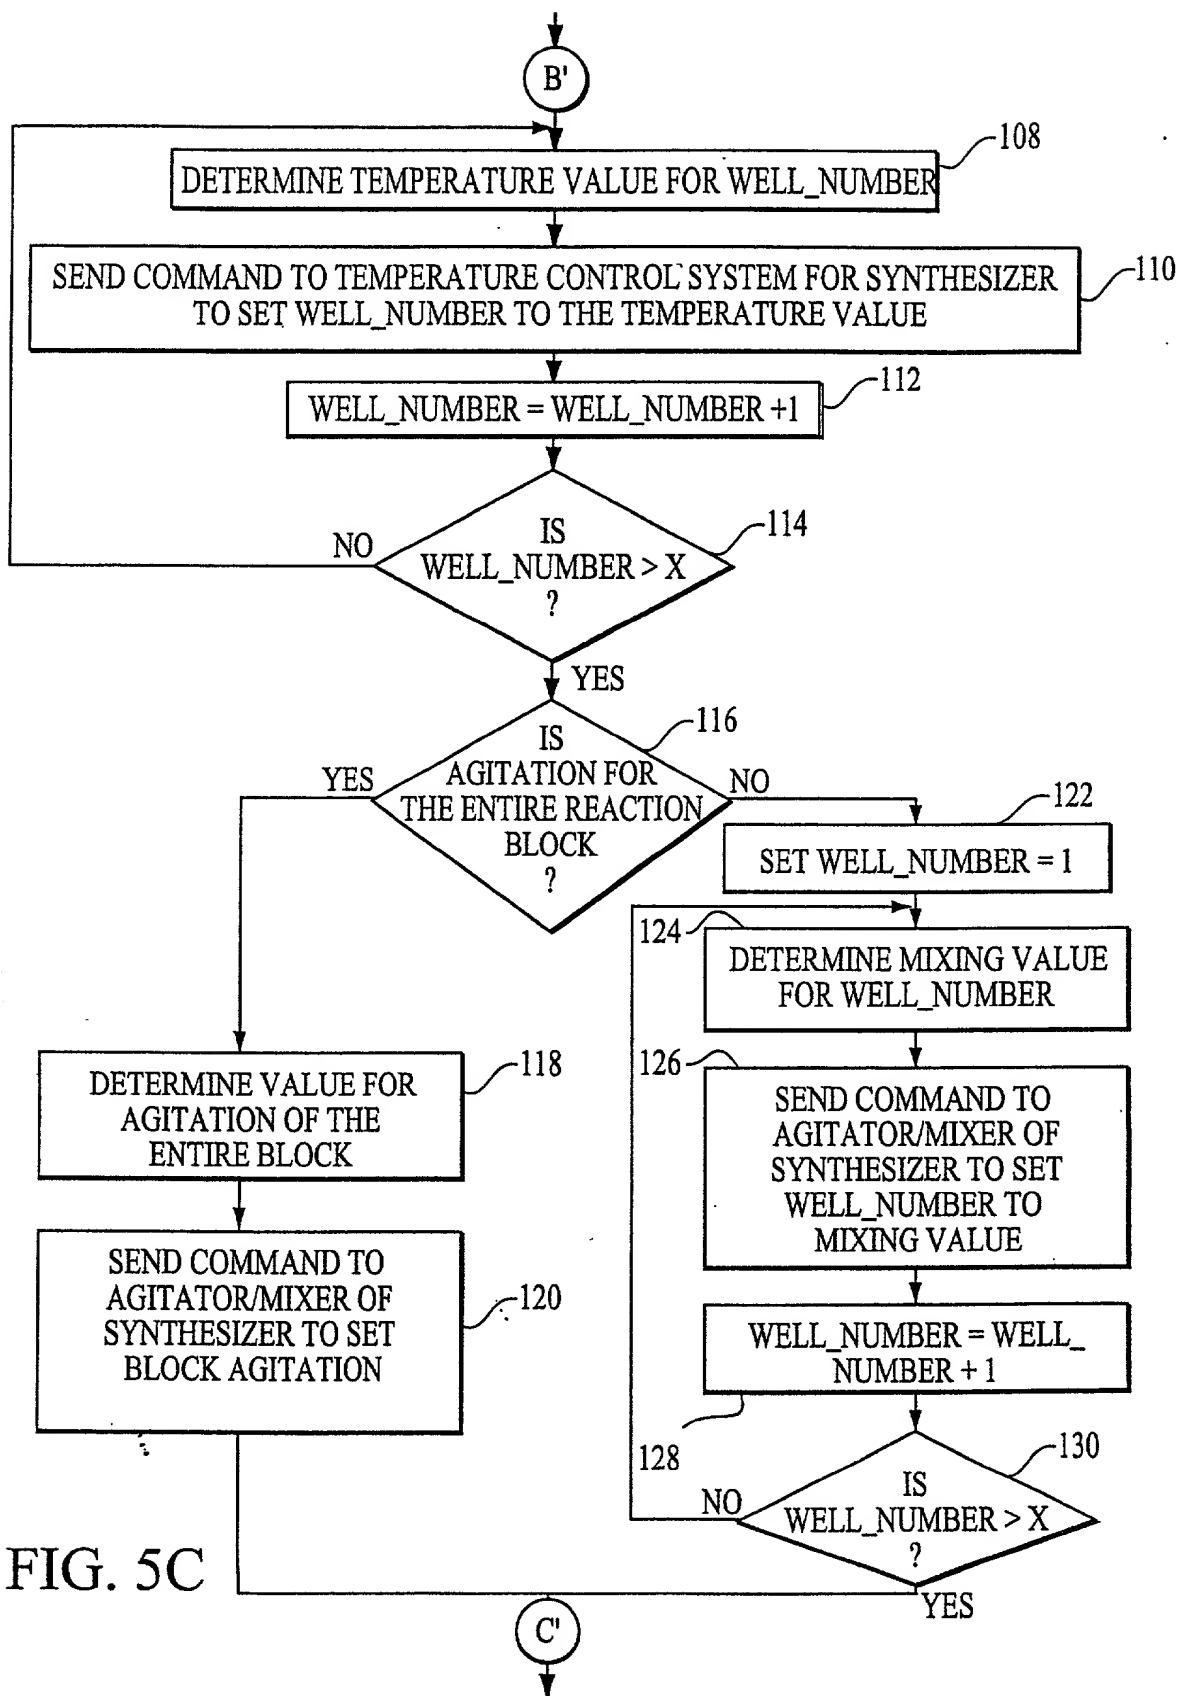 B'
108
DETERMINE TEMPERATURE VALUE FOR WELL_NUMBER
SEND COMMAND TO TEMPERATURE CONTROL SYSTEM FOR SYNTHESIZER
TO SET WELL_NUMBER TO THE TEMPERATURE VALUE
110
112
WELL_NUMBER = WELL_NUMBER +1
114
NO
IS
WELL_NUMBER > X
?
YES
116
IS
AGITATION FOR
THE ENTIRE REACTION
BLOCK
?
YES
NO
122
SET WELL_NUMBER = 1
124
DETERMINE MIXING VALUE
FOR WELL_NUMBER
118
DETERMINE VALUE FOR
AGITATION OF THE
ENTIRE BLOCK
126
SEND COMMAND TO
AGITATOR/MIXER OF
SYNTHESIZER TO SET
WELL_NUMBER TO
MIXING VALUE
SEND COMMAND TO
AGITATOR/MIXER OF
SYNTHESIZER TO SET
BLOCK AGITATION
120
WELL_NUMBER = WELL_
NUMBER + 1
128
130
NO
IS
WELL_NUMBER > X
?
YES
FIG. 5C
C'